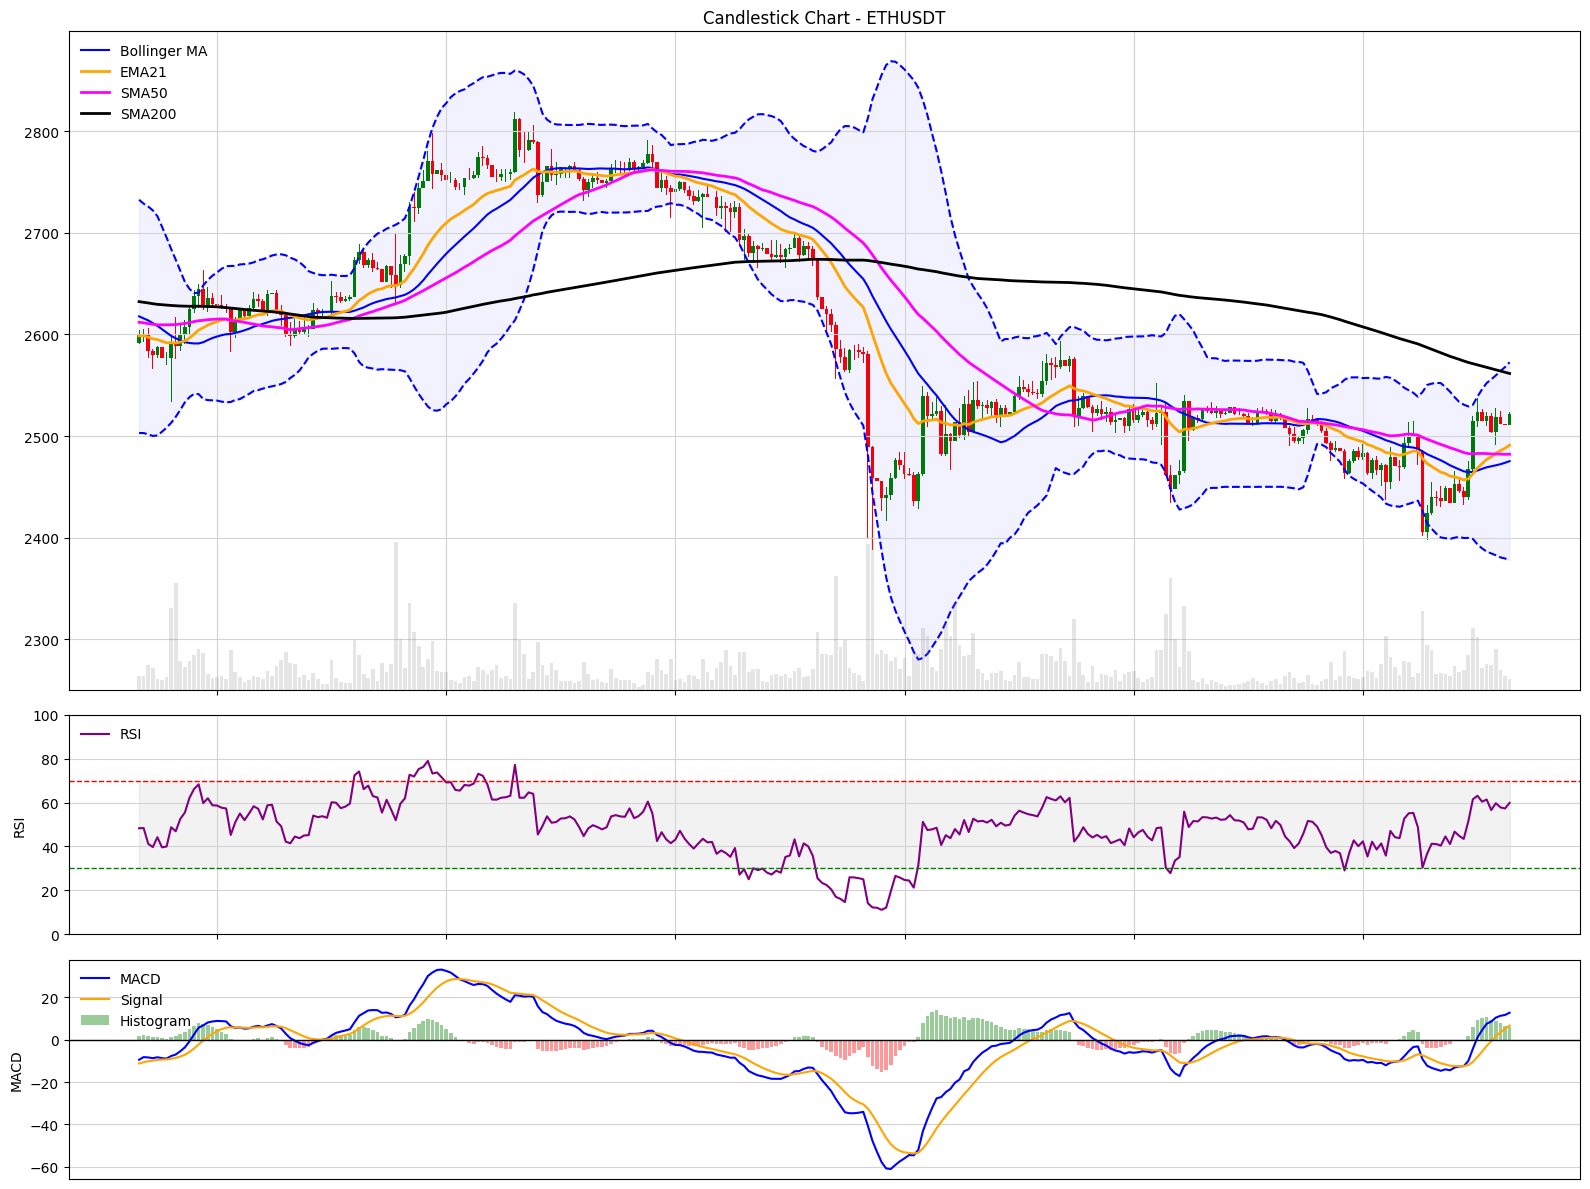 Candlestick Chart - ETHUSDT
Bollinger MA
EMA21
SMA50
SMA200
2800
2700
2600
2500
2400
2300
RSI
100
80
60
40
20
0
RSI
MACD
Signal
Histogram
20
0
−20
−40
−60
MACD